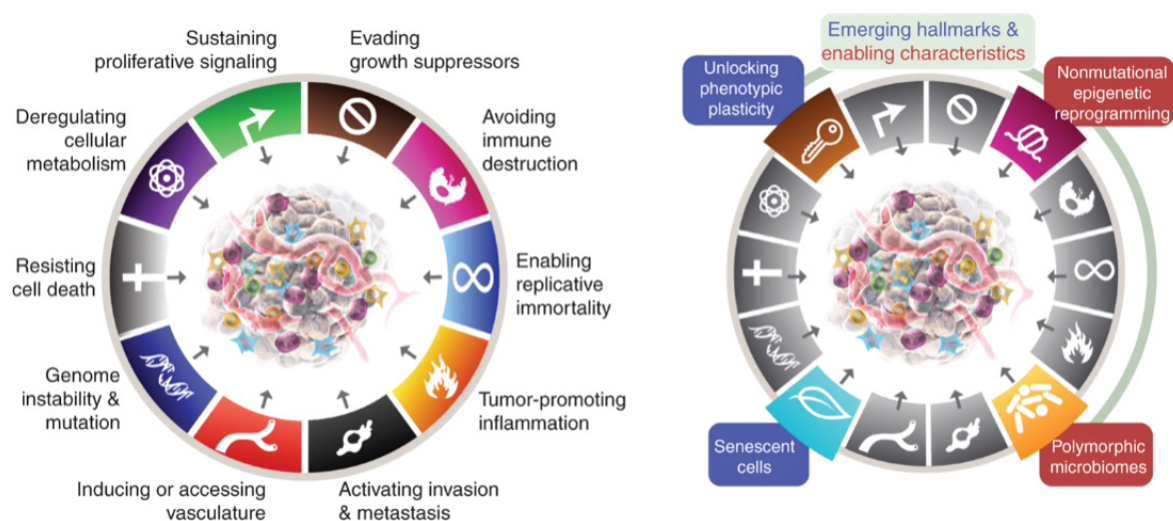 Sustaining
proliferative signaling
Evading
growth suppressors
Deregulating
cellular
metabolism
Avoiding
immune
destruction
Resisting
cell death
Enabling
replicative
immortality
Genome
instability &
mutation
Tumor-promoting
inflammation
Inducing or accessing
vasculature
Activating invasion
& metastasis
Emerging hallmarks &
enabling characteristics
Unlocking
phenotypic
plasticity
Nonmutational
epigenetic
reprogramming
Senescent
cells
Polymorphic
microbiomes